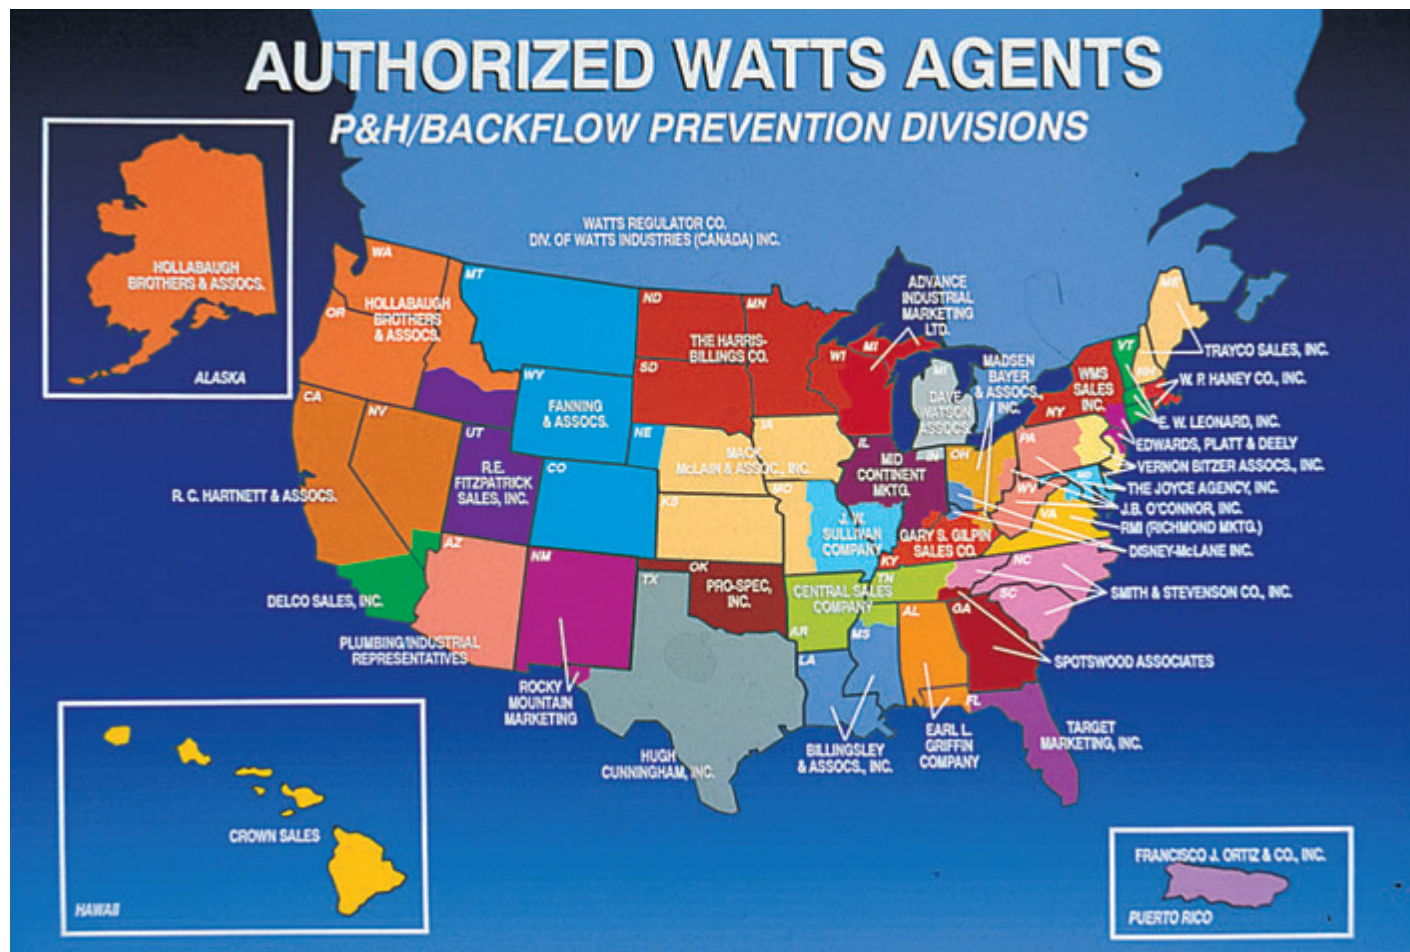 AUTHORIZED WATTS AGENTS
P&H/BACKFLOW PREVENTION DIVISIONS
WATTS REGULATOR CO.
DIV. OF WATTS INDUSTRIES (CANADA) INC.
HOLLABAUGH
BROTHERS & ASSOCS.
ALASKA
WA
OR
HOLLABAUGH
BROTHERS
& ASSOCS.
MT
ND
MN
THE HARRIS-
BILLINGS CO.
SD
WI
MI
ADVANCE
INDUSTRIAL
MARKETING
LTD.
MI
DAVE
WATSON
ASSOCS.
MADSEN
BAYER
& ASSOCS.,
INC.
ME
VT
NH
TRAYCO SALES, INC.
W. P. HANEY CO., INC.
WMS
SALES
INC.
NY
E. W. LEONARD, INC.
EDWARDS, PLATT & DEELY
VERNON BITZER ASSOCS., INC.
THE JOYCE AGENCY, INC.
J.B. O'CONNOR, INC.
RMI (RICHMOND MKTG.)
DISNEY-McLANE INC.
SMITH & STEVENSON CO., INC.
SPOTSWOOD ASSOCIATES
CA
NV
R. C. HARTNETT & ASSOCS.
WY
FANNING
& ASSOCS.
UT
R.E.
FITZPATRICK
SALES, INC.
CO
NE
IA
MACK
McLAIN & ASSOC., INC.
KS
MO
IL
MID
CONTINENT
MKTG.
IN
OH
PA
WV
MD
VA
J. W.
SULLIVAN
COMPANY
GARY S. GILPIN
SALES CO.
KY
DELCO SALES, INC.
AZ
PLUMBING/INDUSTRIAL
REPRESENTATIVES
NM
ROCKY
MOUNTAIN
MARKETING
TX
OK
PRO-SPEC,
INC.
HUGH
CUNNINGHAM, INC.
CENTRAL SALES
COMPANY
TN
AR
NC
SC
LA
MS
AL
GA
FL
BILLINGSLEY
& ASSOCS., INC.
EARL L.
GRIFFIN
COMPANY
TARGET
MARKETING, INC.
CROWN SALES
HAWAII
FRANCISCO J. ORTIZ & CO., INC.
PUERTO RICO